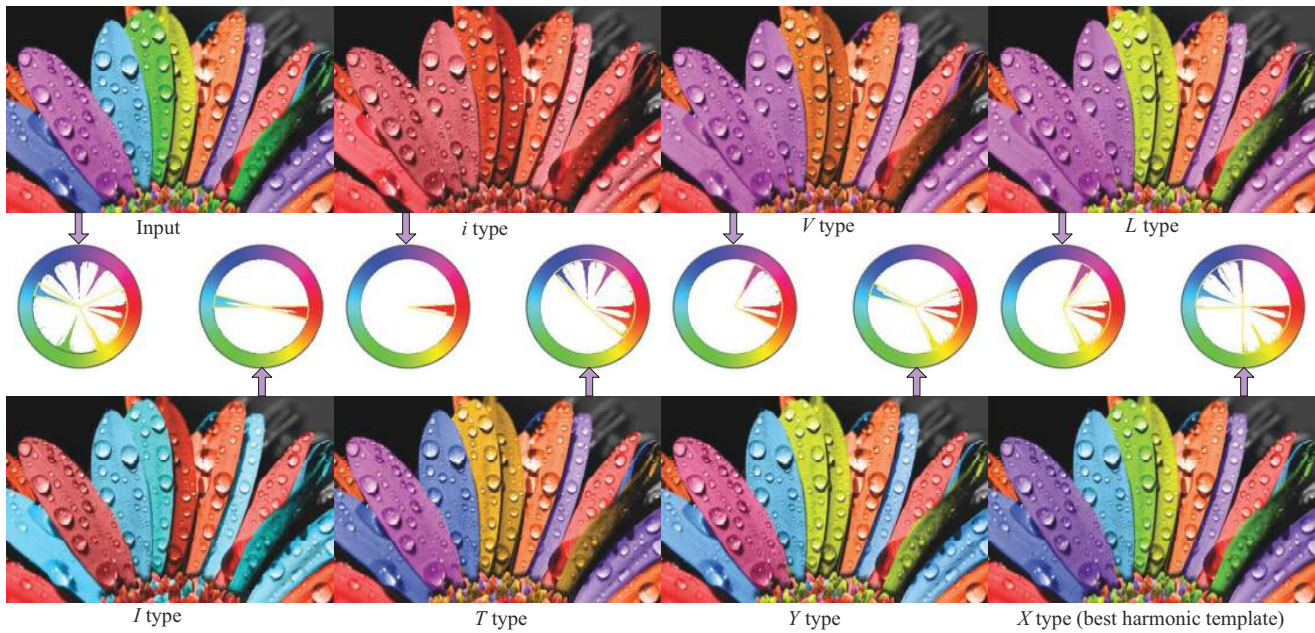 Input
i type
V type
L type
I type
T type
Y type
X type (best harmonic template)